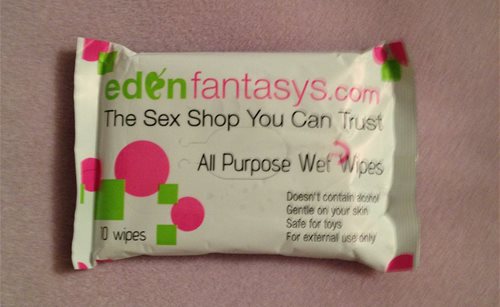 edenfantasys.com
The Sex Shop You Can Trust
All Purpose Wet Wipes
Doesn't contain alcohol
Gentle on your skin
Safe for toys
For external use only
10 wipes